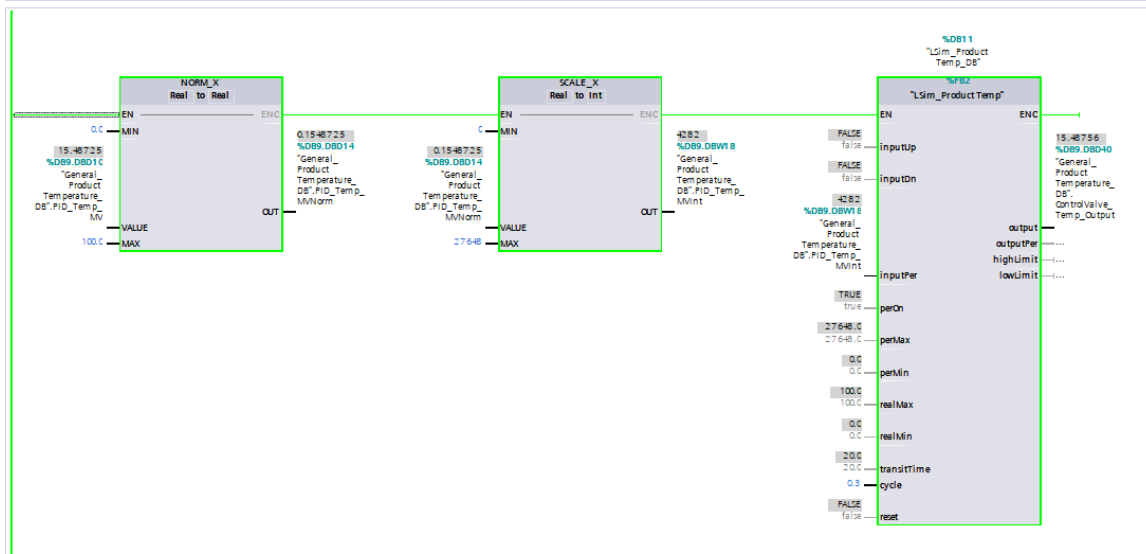 %DB11
"LSim_Product
Temp_DB"
NORM_X
Real to Real
EN
ENO
0.0
MIN
15.48725
%DB9.DBD10
"General_
Product
Temperature_
DB".PID_Temp_
MV
VALUE
100.0
MAX
0.1548725
%DB9.DBD14
"General_
Product
Temperature_
DB".PID_Temp_
MVNorm
OUT
SCALE_X
Real to Int
EN
ENO
0
MIN
0.1548725
%DB9.DBD14
"General_
Product
Temperature_
DB".PID_Temp_
MVNorm
VALUE
27648
MAX
4282
%DB9.DBW18
"General_
Product
Temperature_
DB".PID_Temp_
MVInt
OUT
%FB2
"LSim_ProductTemp"
EN
ENO
FALSE
false
inputUp
FALSE
false
inputDn
4282
%DB9.DBW18
"General_
Product
Temperature_
DB".PID_Temp_
MVInt
inputPer
TRUE
true
perOn
27648.0
27648.0
perMax
0.0
0.0
perMin
100.0
100.0
realMax
0.0
0.0
realMin
20.0
20.0
transitTime
0.3
cycle
FALSE
false
reset
15.48756
%DB9.DBD40
"General_
Product
Temperature_
DB".
ControlValve_
Temp_Output
output
outputPer
...
highLimit
...
lowLimit
...